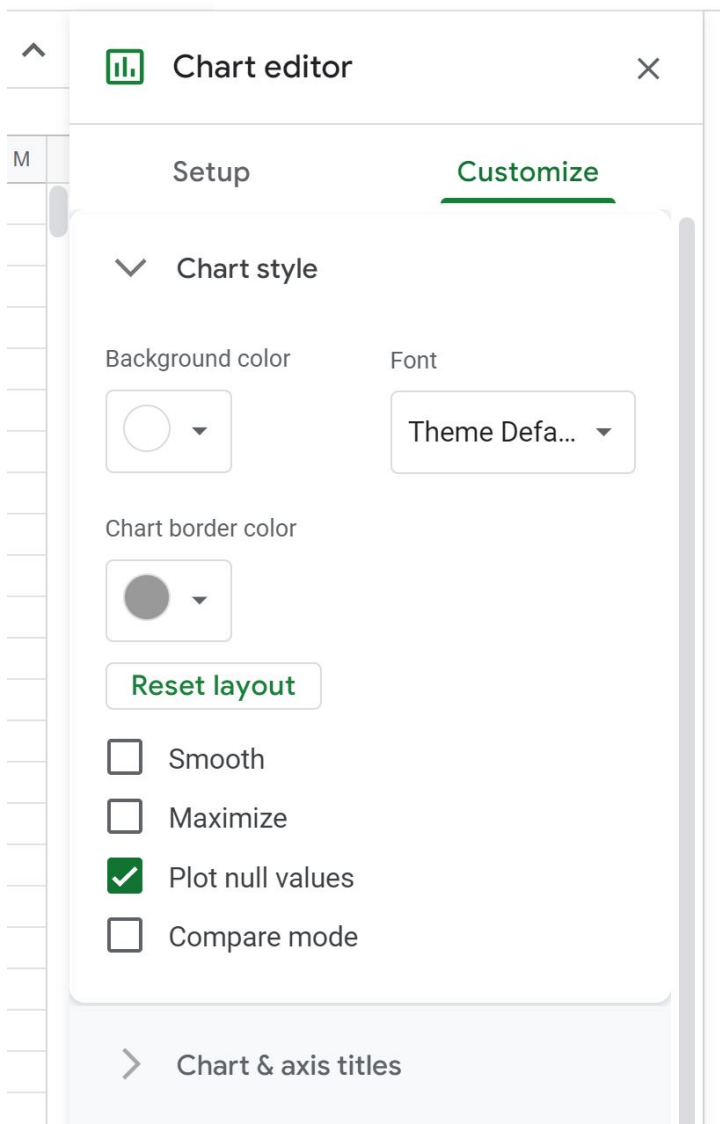 Chart editor
M
Setup
Customize
Chart style
Background color
Font
Theme Defa...
Chart border color
Reset layout
Smooth
Maximize
Plot null values
Compare mode
Chart & axis titles